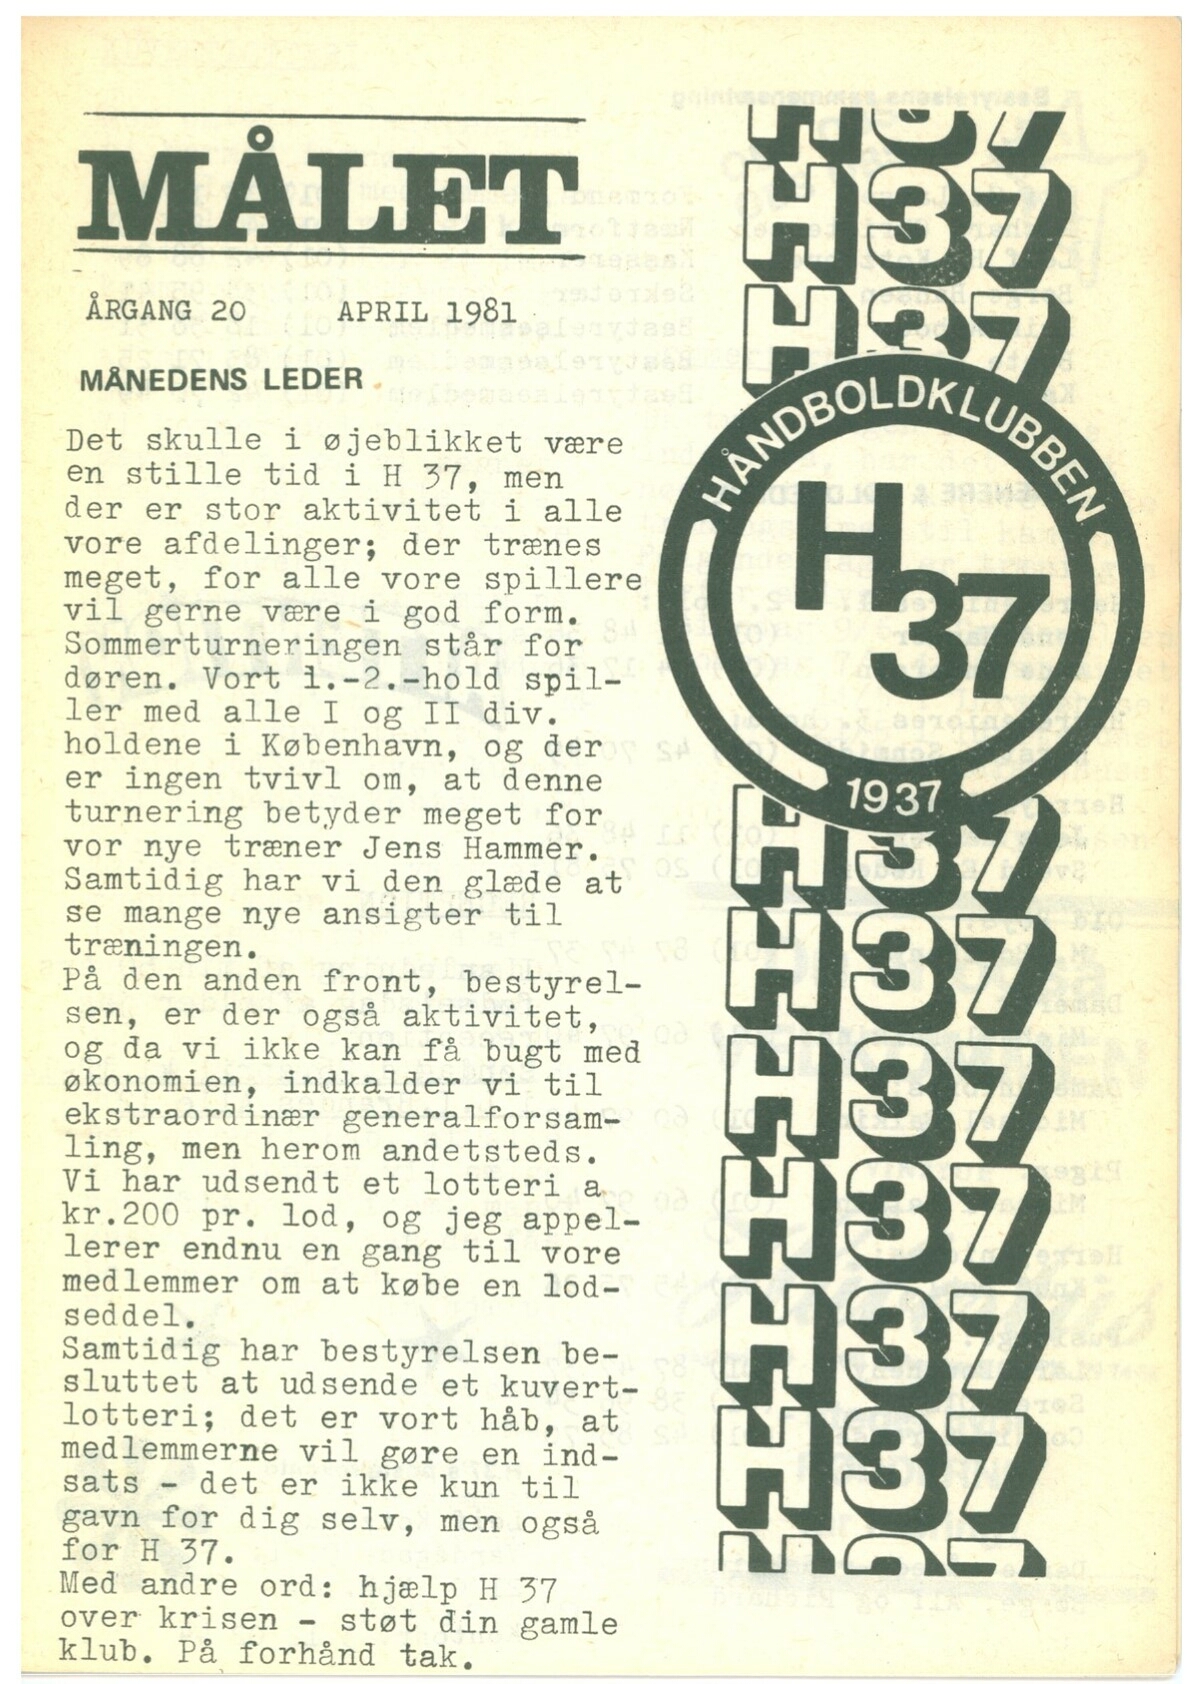 MÅLET
ÅRGANG 20 APRIL 1981
MÅNEDENS LEDER
Det skulle i øjeblikket være
en stille tid i H 37, men
der er stor aktivitet i alle
vore afdelinger; der trænes
meget, for alle vore spillere
vil gerne være i god form.
Sommerturneringen står for
døren. Vort 1.-2.-hold spil-
ler med alle I og II div.
holdene i København, og der
er ingen tvivl om, at denne
turnering betyder meget for
vor nye træner Jens Hammer.
Samtidig har vi den glæde at
se mange nye ansigter til
træningen.
På den anden front, bestyrel-
sen, er der også aktivitet,
og da vi ikke kan få bugt med
økonomien, indkalder vi til
ekstraordinær generalforsam-
ling, men herom andetsteds.
Vi har udsendt et lotteri a
kr.200 pr. lod, og jeg appel-
lerer endnu en gang til vore
medlemmer om at købe en lod-
seddel.
Samtidig har bestyrelsen be-
sluttet at udsende et kuvert-
lotteri; det er vort håb, at
medlemmerne vil gøre en ind-
sats - det er ikke kun til
gavn for dig selv, men også
for H 37.
Med andre ord: hjælp H 37
over krisen - støt din gamle
klub. På forhånd tak.
H37
H37
H37
HÅNDBOLDKLUBBEN
H 37
1937
H37
H37
H37
H37
H37
H37
H37